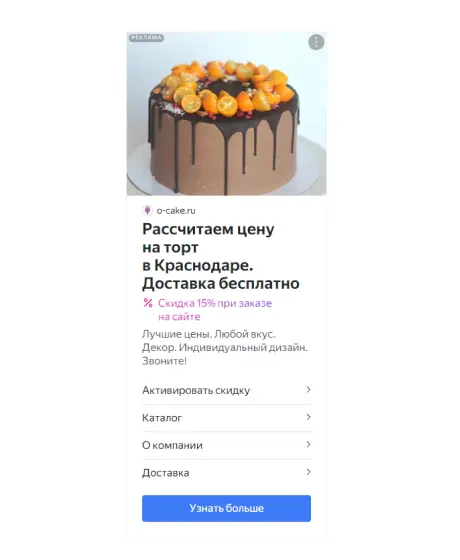 РЕКЛАМА
o-cake.ru
Рассчитаем цену
на торт
в Краснодаре.
Доставка бесплатно
% Скидка 15% при заказе
на сайте
Лучшие цены. Любой вкус.
Декор. Индивидуальный дизайн.
Звоните!
Активировать скидку
Каталог
О компании
Доставка
Узнать больше